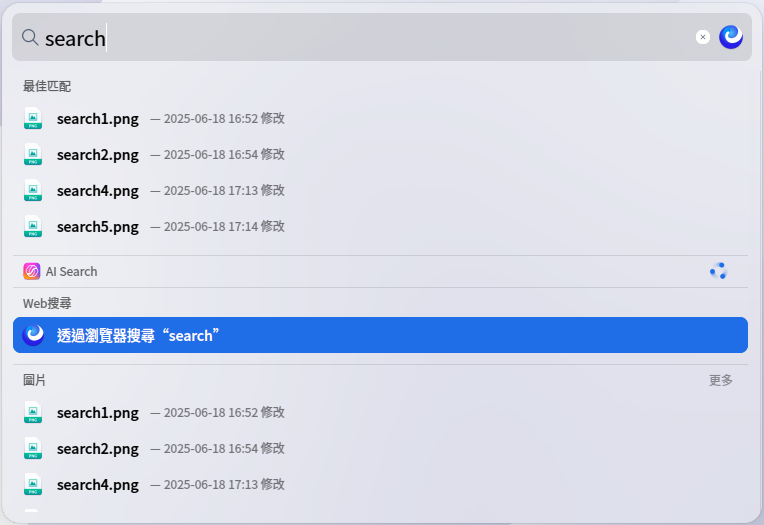 search
最佳匹配
search1.png — 2025-06-18 16:52 修改
search2.png — 2025-06-18 16:54 修改
search4.png — 2025-06-18 17:13 修改
search5.png — 2025-06-18 17:14 修改
AI Search
Web搜尋
透過瀏覽器搜尋“search”
圖片 更多
search1.png — 2025-06-18 16:52 修改
search2.png — 2025-06-18 16:54 修改
search4.png — 2025-06-18 17:13 修改